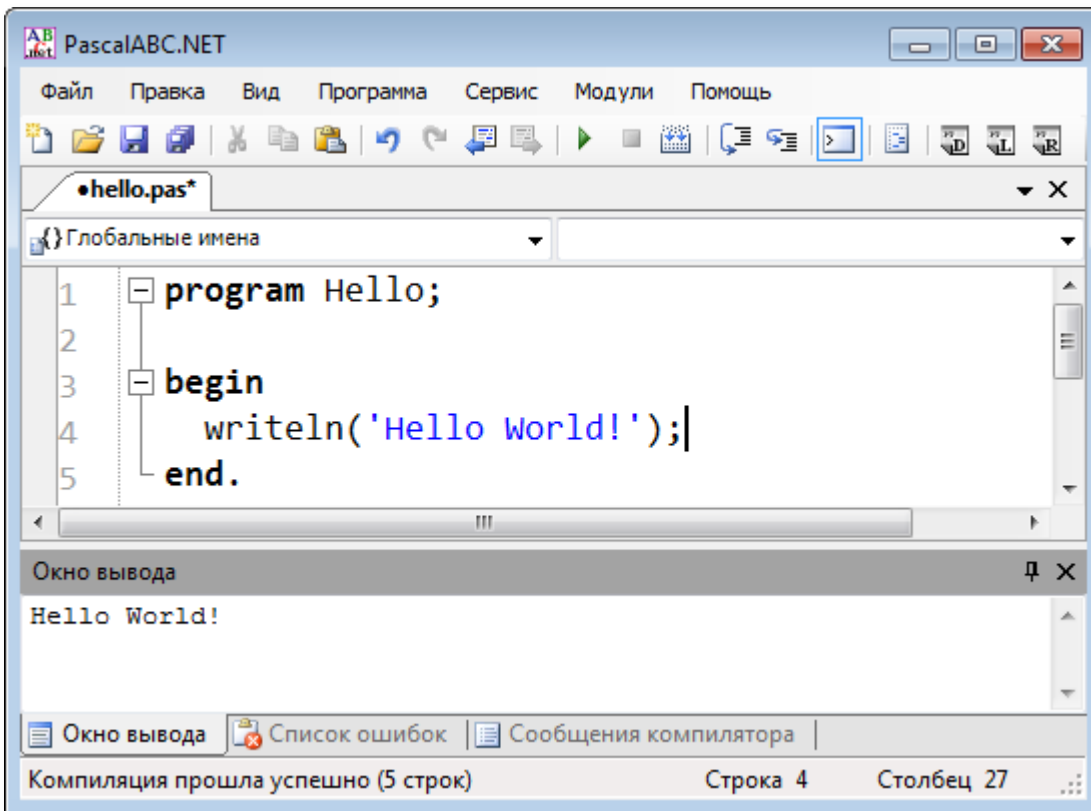 PascalABC.NET
Файл Правка Вид Программа Сервис Модули Помощь
•hello.pas*
{} Глобальные имена
1 program Hello;
2
3 begin
4 writeln('Hello World!');
5 end.
Окно вывода
Hello World!
Окно вывода Список ошибок Сообщения компилятора
Компиляция прошла успешно (5 строк) Строка 4 Столбец 27